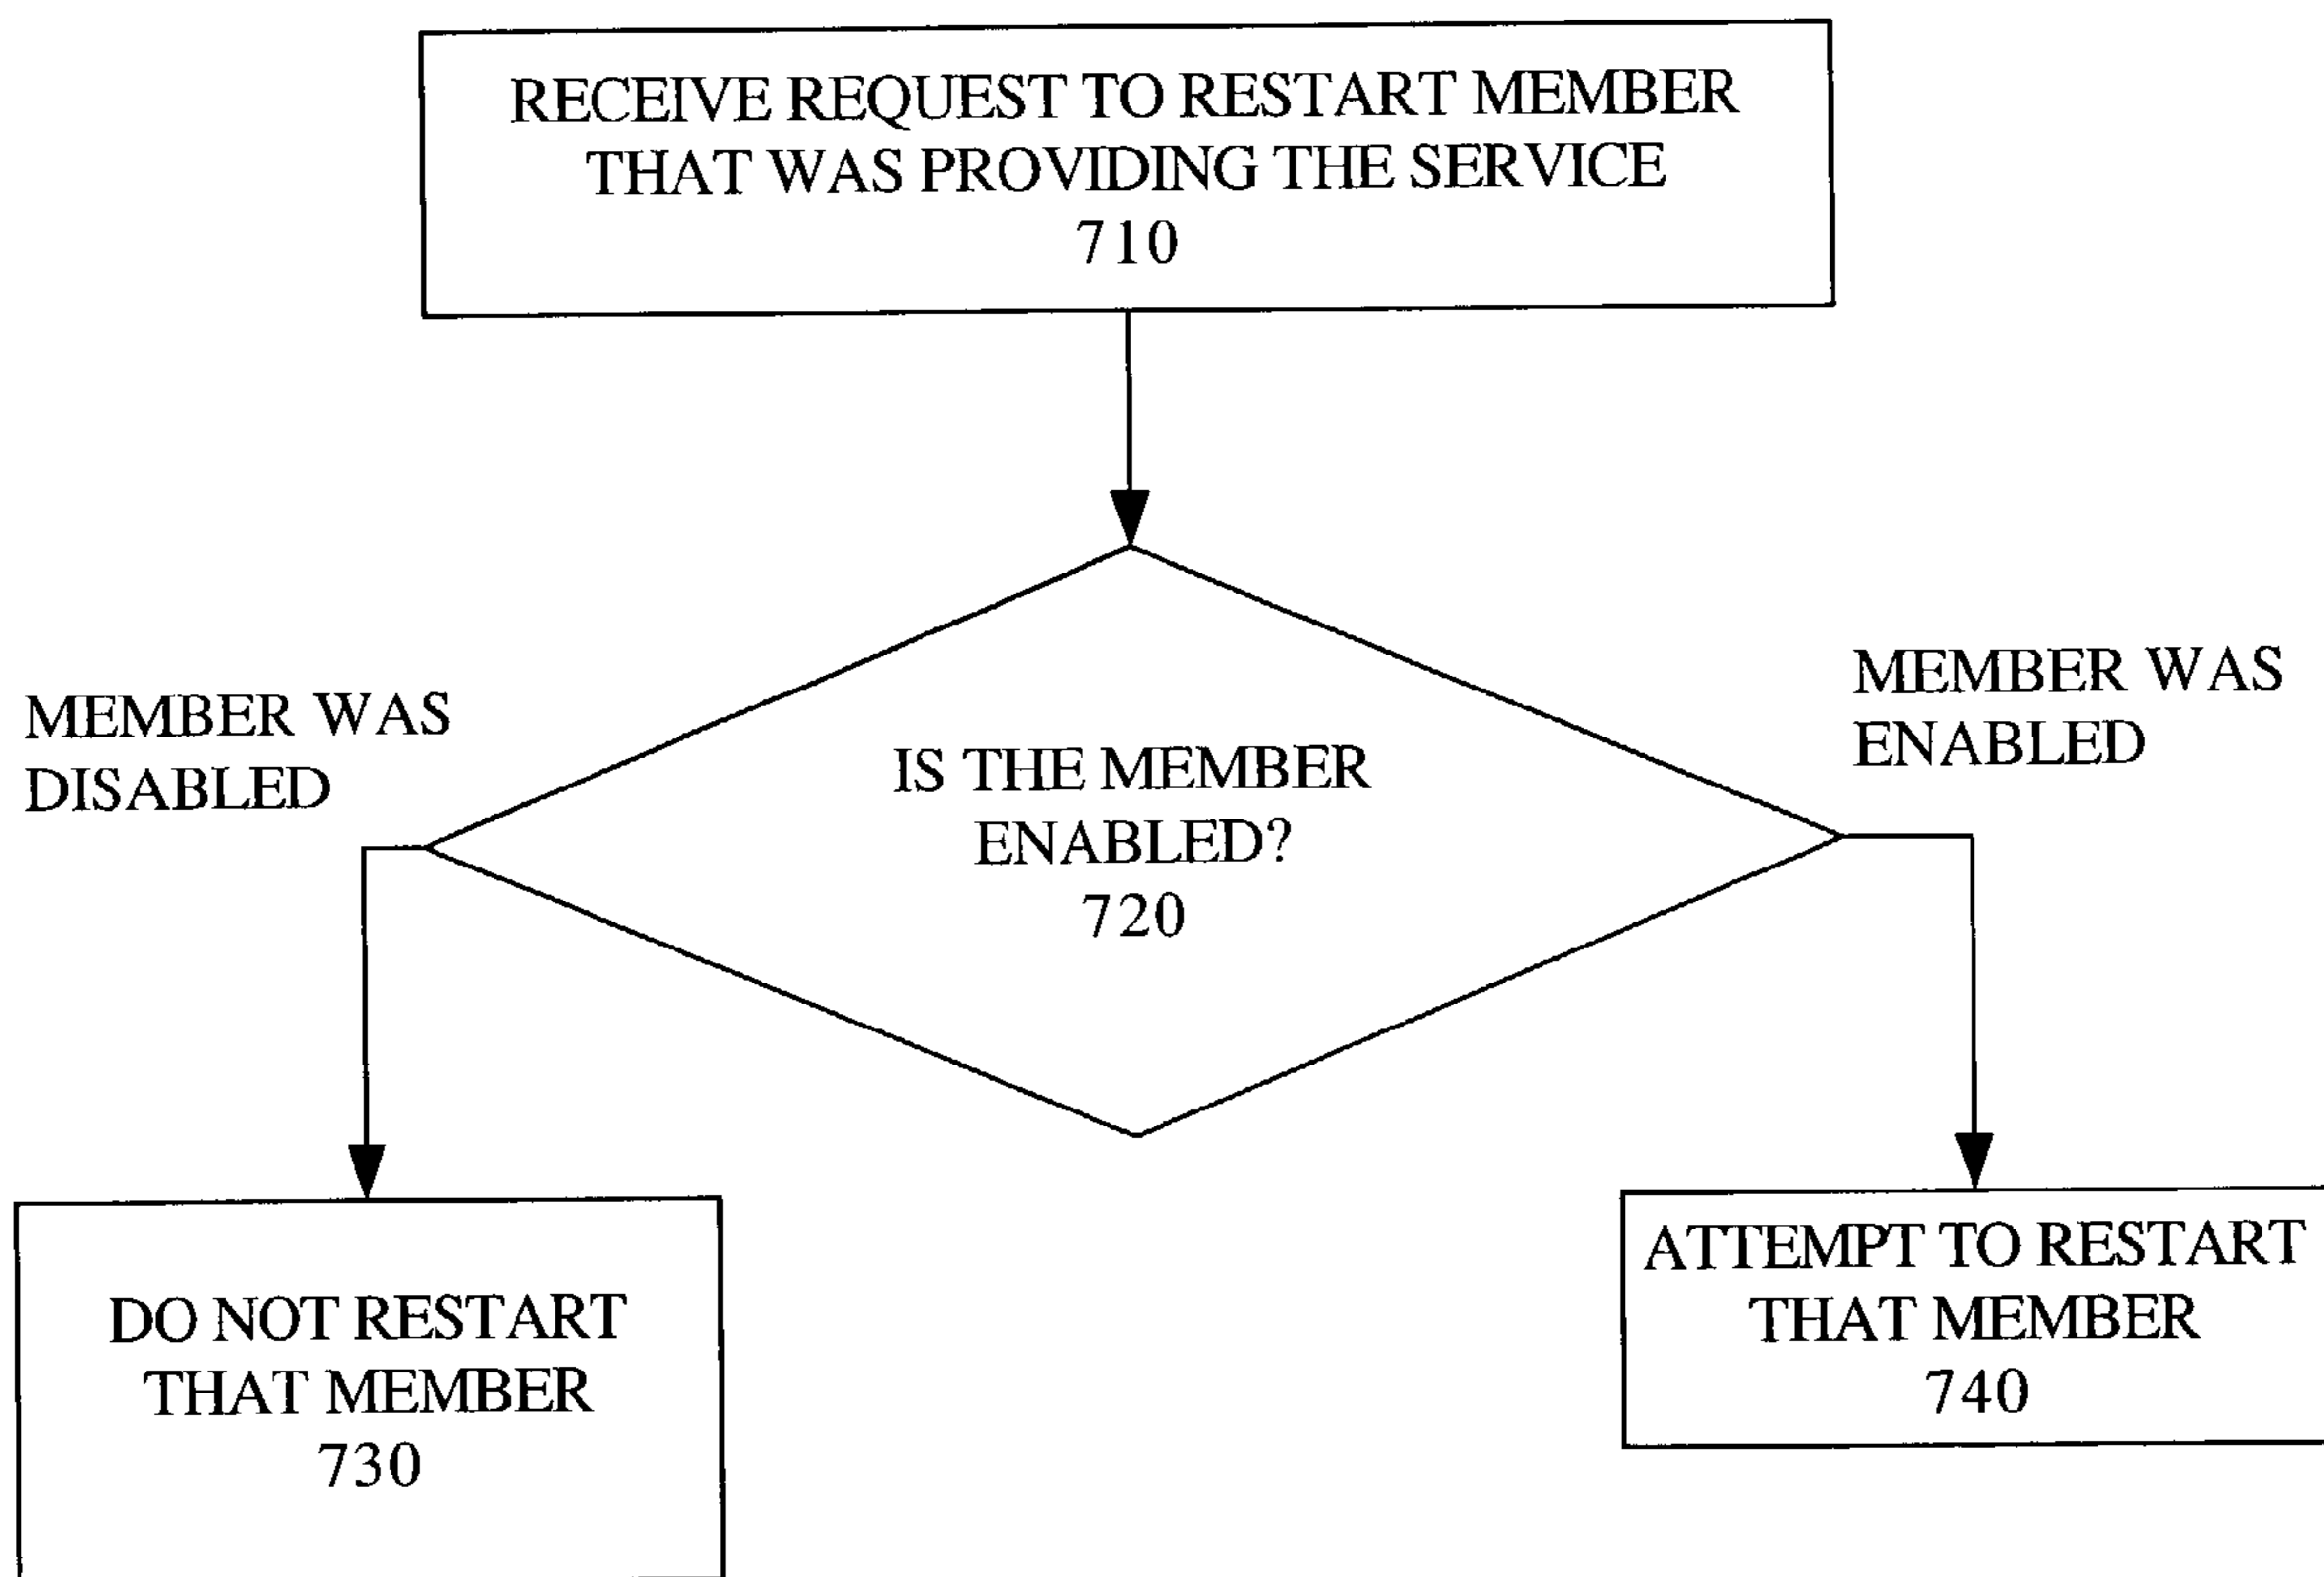 RECEIVE REQUEST TO RESTART MEMBER
THAT WAS PROVIDING THE SERVICE
710
MEMBER WAS
DISABLED
IS THE MEMBER
ENABLED?
720
MEMBER WAS
ENABLED
DO NOT RESTART
THAT MEMBER
730
ATTEMPT TO RESTART
THAT MEMBER
740